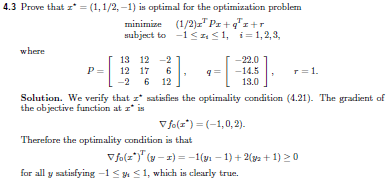 4.3 Prove that x* = (1, 1/2, −1) is optimal for the optimization problem
minimize (1/2)xᵀPx + qᵀx + r
subject to −1 ≤ xᵢ ≤ 1, i = 1, 2, 3,
where
P = [ 13 12 −2
12 17 6
−2 6 12 ], q = [ −22.0
−14.5
13.0 ], r = 1.
Solution. We verify that x* satisfies the optimality condition (4.21). The gradient of
the objective function at x* is
∇f₀(x*) = (−1, 0, 2).
Therefore the optimality condition is that
∇f₀(x*)ᵀ(y − x) = −1(y₁ − 1) + 2(y₂ + 1) ≥ 0
for all y satisfying −1 ≤ yᵢ ≤ 1, which is clearly true.